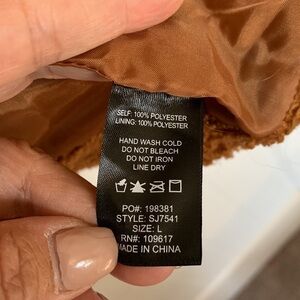 SELF: 100% POLYESTER
LINING: 100% POLYESTER
HAND WASH COLD
DO NOT BLEACH
DO NOT IRON
LINE DRY
PO#: 198381
STYLE: SJ7541
SIZE: L
RN#: 109617
MADE IN CHINA